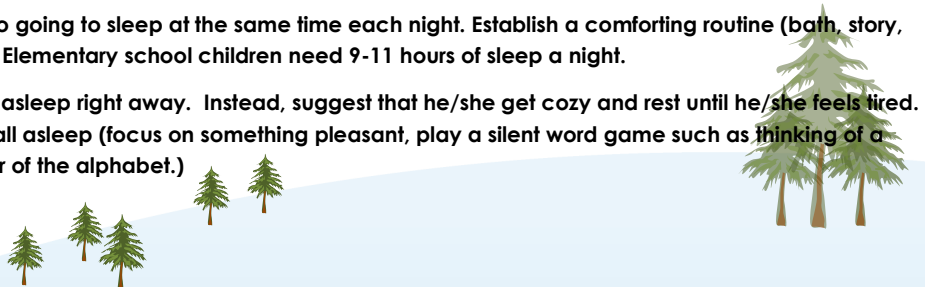 going to sleep at the same time each night. Establish a comforting routine (bath, story,
Elementary school children need 9-11 hours of sleep a night.
asleep right away.  Instead, suggest that he/she get cozy and rest until he/she feels tired.
all asleep (focus on something pleasant, play a silent word game such as thinking of a
r of the alphabet.)